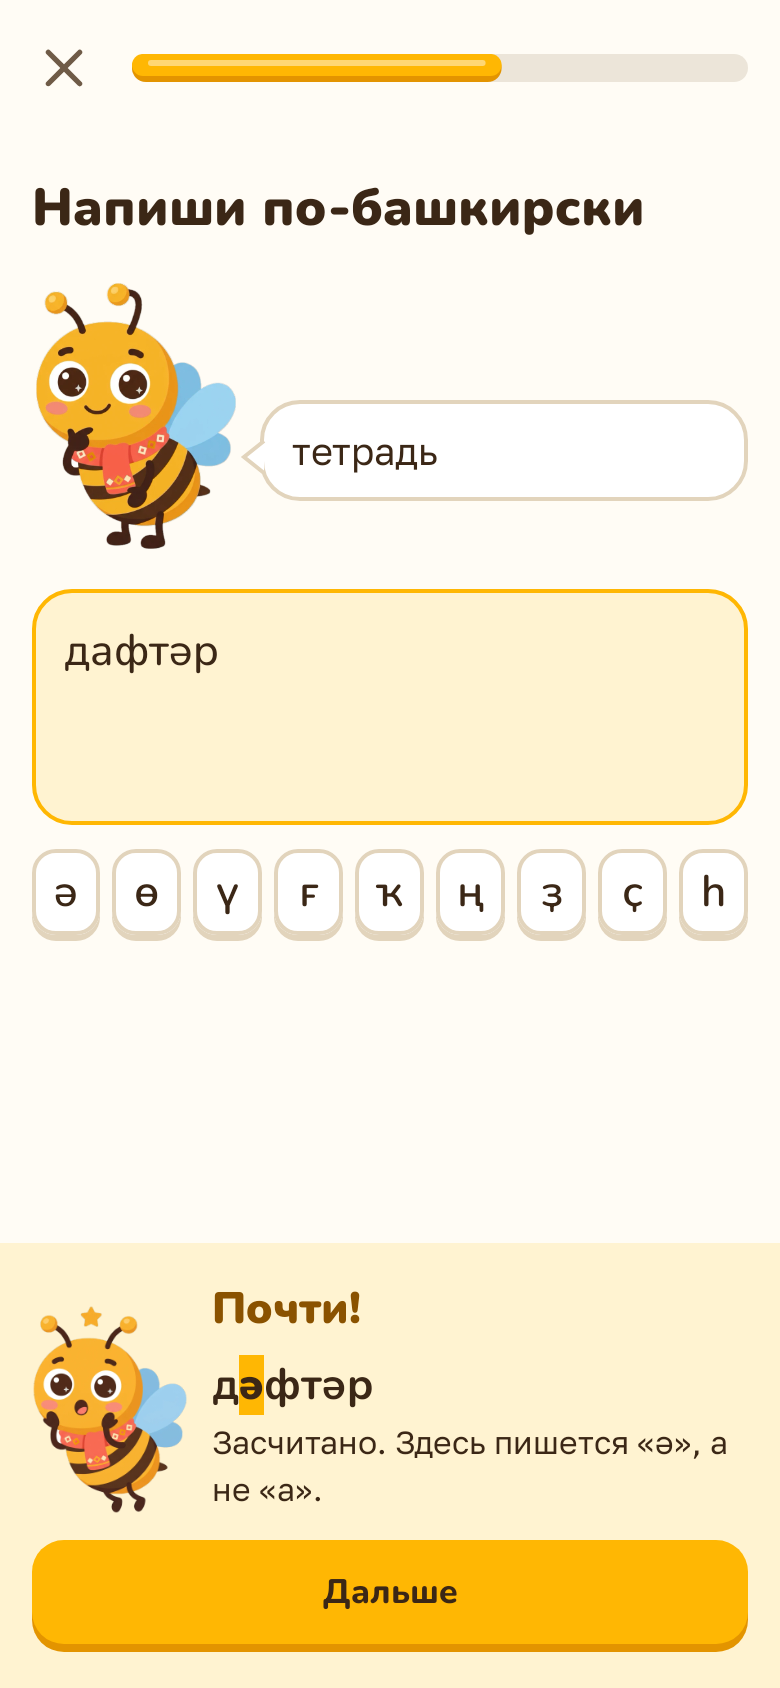 Напиши по-башкирски
тетрадь
дафтәр
ә ө ү ғ ҡ ң ҙ ҫ һ
Почти!
дәфтәр
Засчитано. Здесь пишется «ә», а
не «а».
Дальше